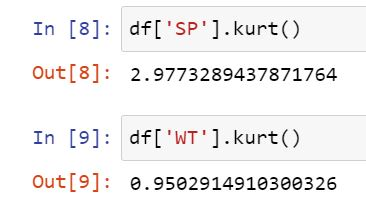 In [8]: df['SP'].kurt()
Out[8]: 2.9773289437871764
In [9]: df['WT'].kurt()
Out[9]: 0.9502914910300326